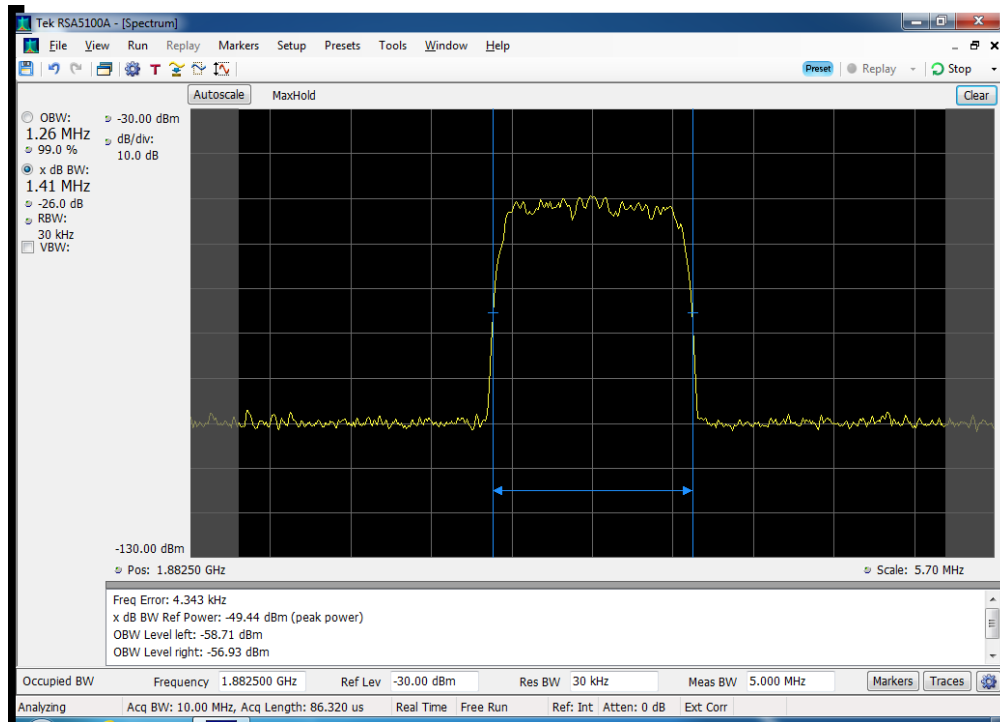 Tek RSA5100A - [Spectrum]
File View Run Replay Markers Setup Presets Tools Window Help
T Preset Replay Stop
Autoscale MaxHold Clear
OBW: -30.00 dBm
1.26 MHz dB/div:
99.0 % 10.0 dB
x dB BW:
1.41 MHz
-26.0 dB
RBW:
30 kHz
VBW:
-130.00 dBm
Pos: 1.88250 GHz Scale: 5.70 MHz
Freq Error: 4.343 kHz
x dB BW Ref Power: -49.44 dBm (peak power)
OBW Level left: -58.71 dBm
OBW Level right: -56.93 dBm
Occupied BW Frequency 1.882500 GHz Ref Lev -30.00 dBm Res BW 30 kHz Meas BW 5.000 MHz Markers Traces
Analyzing Acq BW: 10.00 MHz, Acq Length: 86.320 us Real Time Free Run Ref: Int Atten: 0 dB Ext Corr